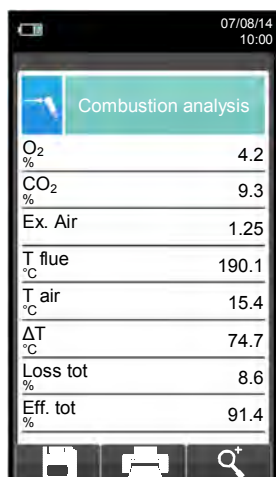 07/08/14
10:00
Combustion analysis
O2 4.2
%
CO2 9.3
%
Ex. Air 1.25
T flue 190.1
°C
T air 15.4
°C
ΔT 74.7
°C
Loss tot 8.6
%
Eff. tot 91.4
%